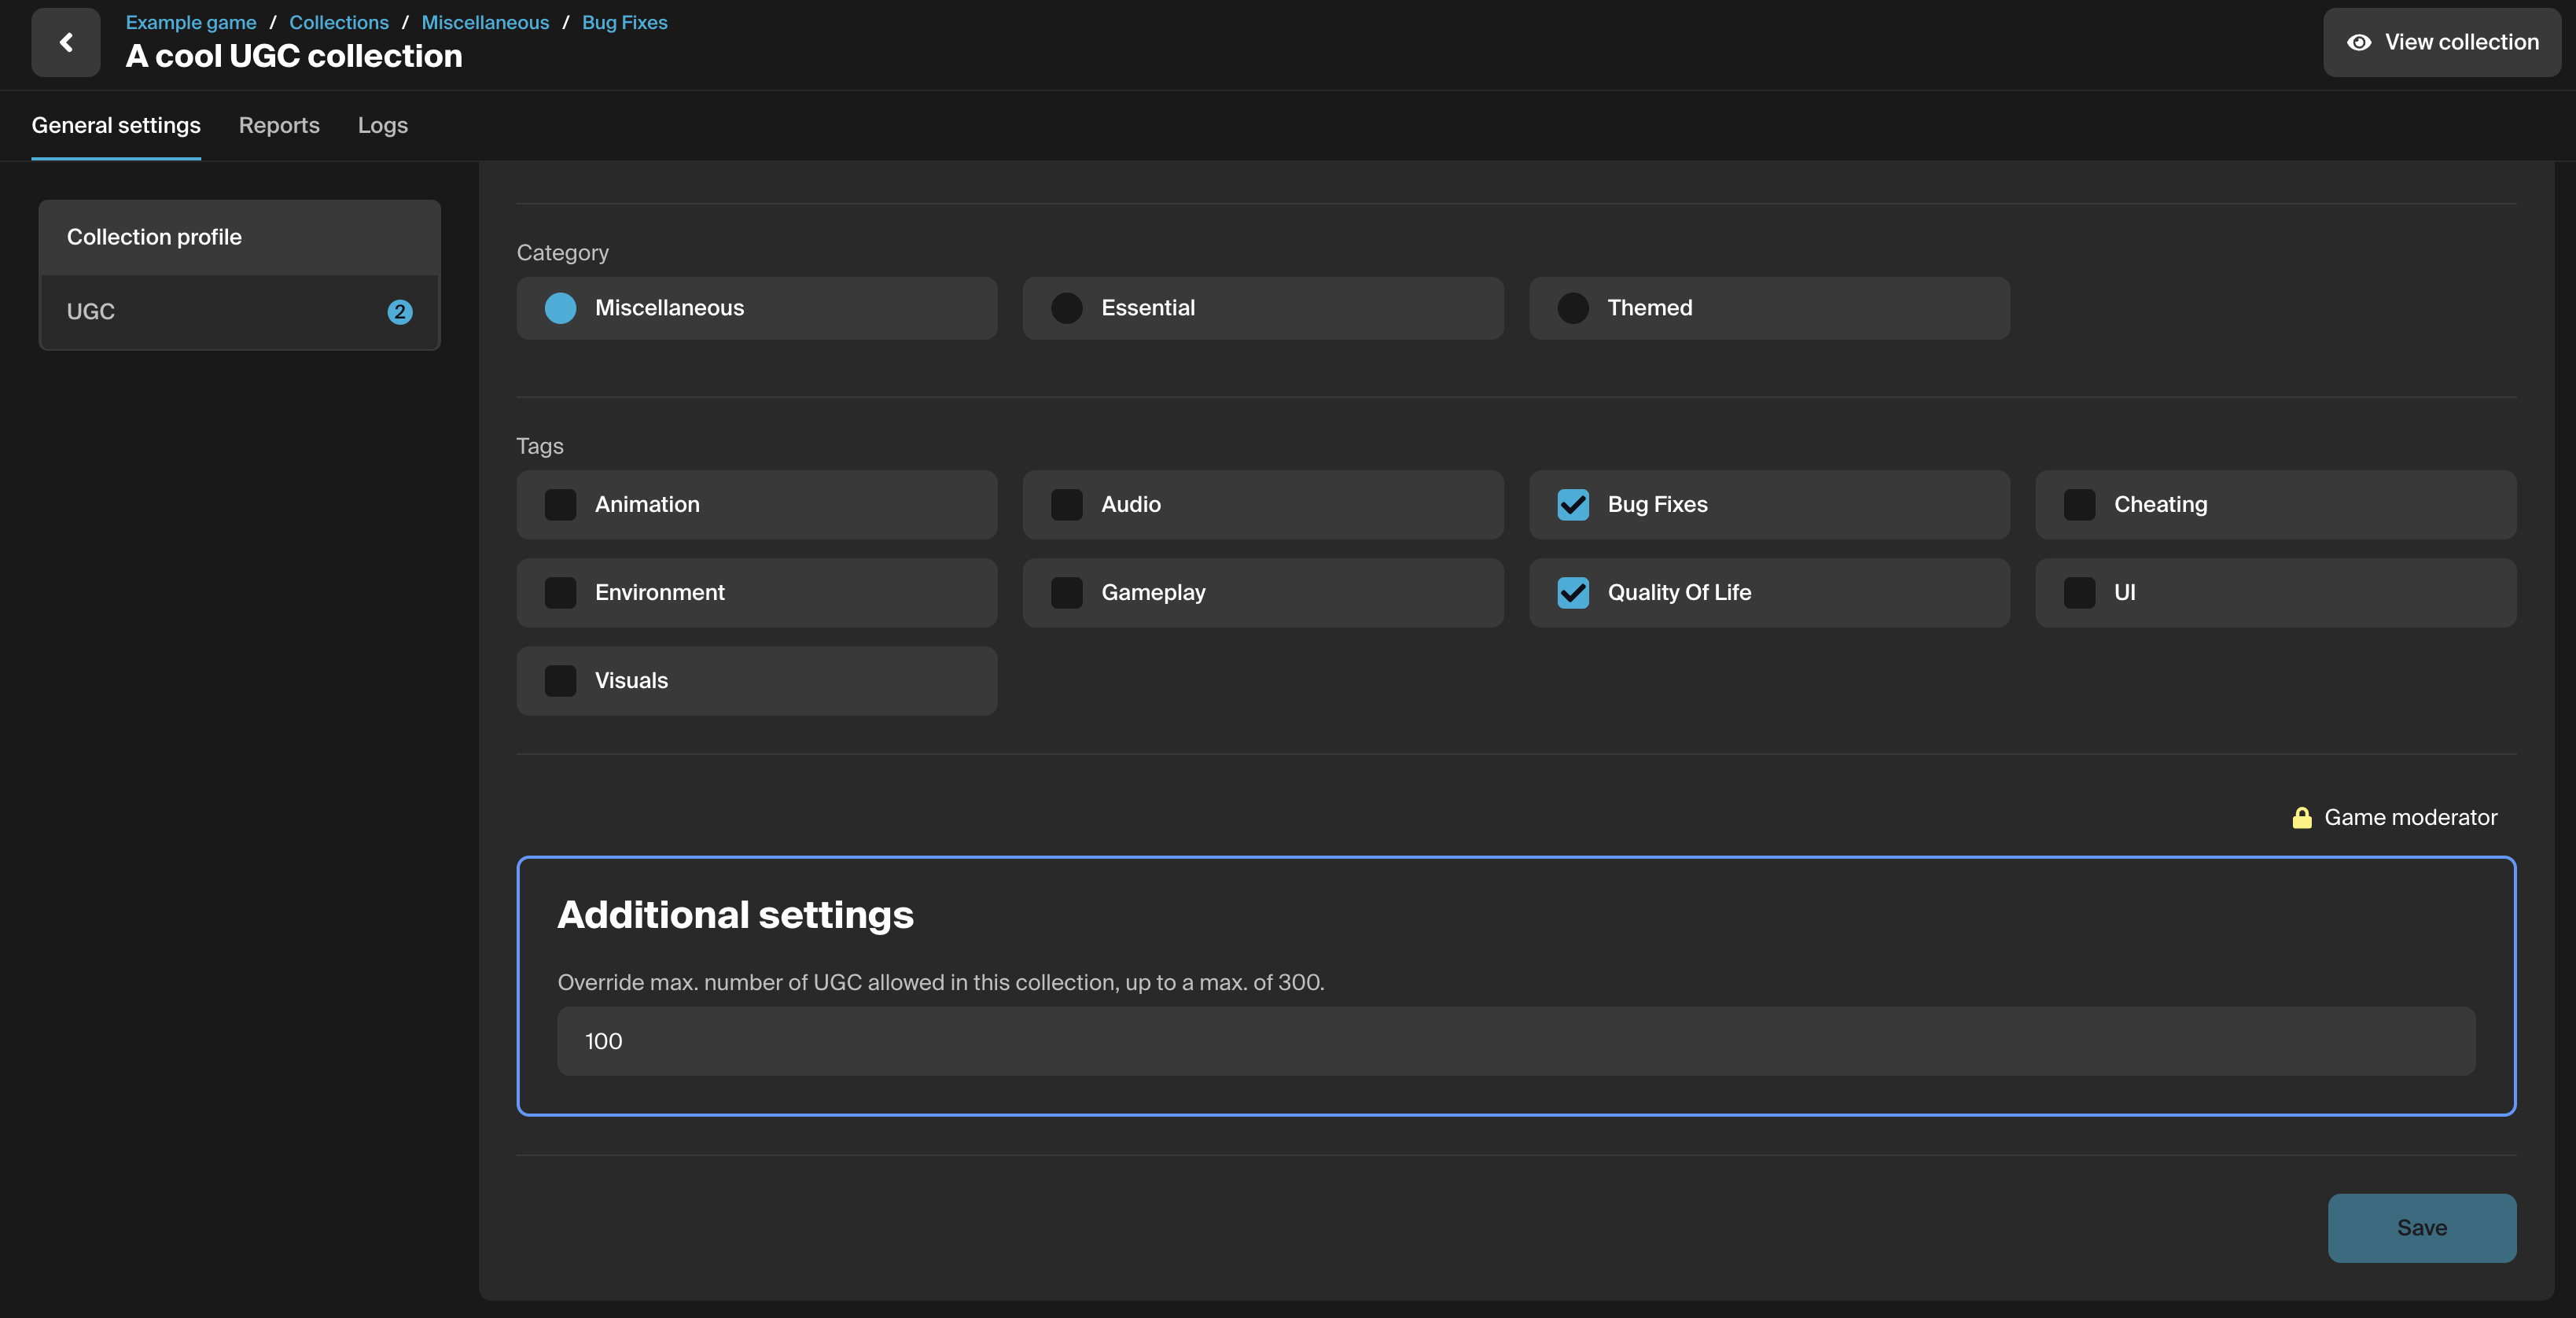 Example game / Collections / Miscellaneous / Bug Fixes
A cool UGC collection
View collection
General settings
Reports
Logs
Collection profile
UGC
2
Category
Miscellaneous
Essential
Themed
Tags
Animation
Audio
Bug Fixes
Cheating
Environment
Gameplay
Quality Of Life
UI
Visuals
Game moderator
Additional settings
Override max. number of UGC allowed in this collection, up to a max. of 300.
100
Save